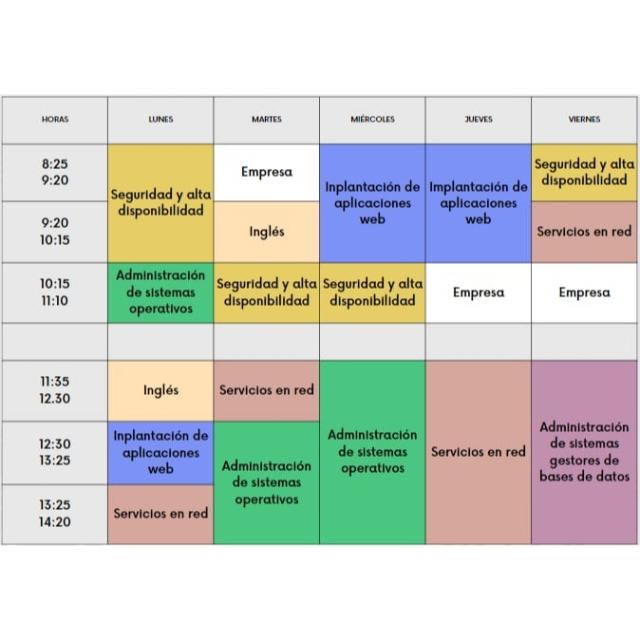 HORAS LUNES MARTES MIÉRCOLES JUEVES VIERNES
8:25
9:20
Seguridad y alta
disponibilidad
Empresa
Inplantación de
aplicaciones
web
Implantación de
aplicaciones
web
Seguridad y alta
disponibilidad
9:20
10:15
Inglés
Servicios en red
10:15
11:10
Administración
de sistemas
operativos
Seguridad y alta
disponibilidad
Seguridad y alta
disponibilidad
Empresa
Empresa
11:35
12.30
Inglés
Servicios en red
Administración
de sistemas
operativos
Servicios en red
Administración
de sistemas
gestores de
bases de datos
12:30
13:25
Inplantación de
aplicaciones
web
Administración
de sistemas
operativos
13:25
14:20
Servicios en red